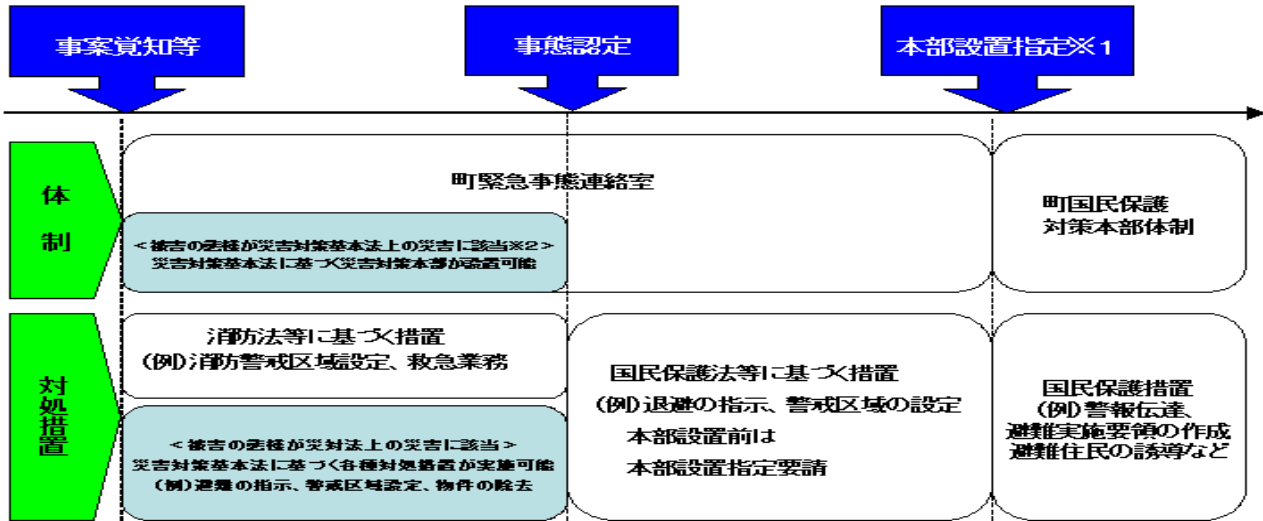 事案覚知等
事態認定
本部設置指定※1
体制
町緊急事態連絡室
<被害の態様が災害対策基本法上の災害に該当※2>
災害対策基本法に基づく災害対策本部が設置可能
町国民保護
対策本部体制
対処措置
消防法等に基づく措置
(例)消防警戒区域設定、救急業務
<被害の態様が災対法上の災害に該当>
災害対策基本法に基づく各種対処措置が実施可能
(例)避難の指示、警戒区域設定、物件の除去
国民保護法等に基づく措置
(例)退避の指示、警戒区域の設定
本部設置前は
本部設置指定要請
国民保護措置
(例)警報伝達、
避難実施要領の作成
避難住民の誘導など